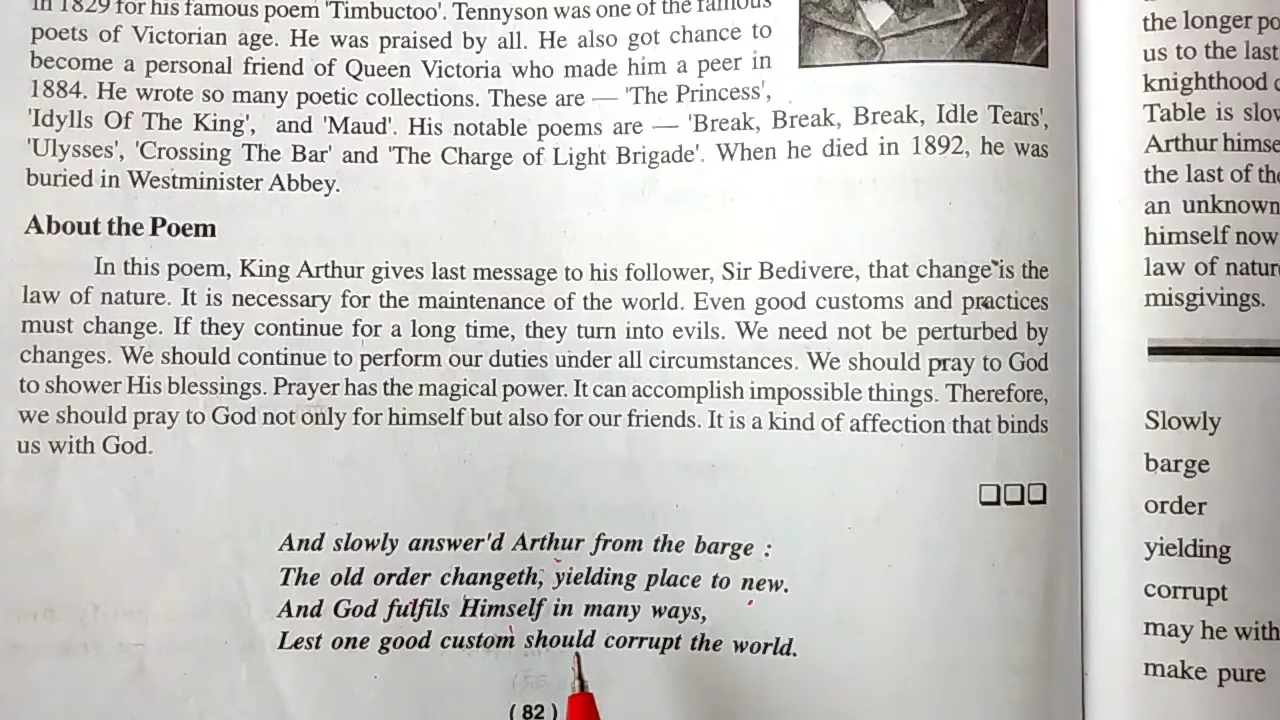 in 1829 for his famous poem 'Timbuctoo'. Tennyson was one of the famous
poets of Victorian age. He was praised by all. He also got chance to
become a personal friend of Queen Victoria who made him a peer in
1884. He wrote so many poetic collections. These are — 'The Princess',
'Idylls Of The King', and 'Maud'. His notable poems are — 'Break, Break, Break, Idle Tears',
'Ulysses', 'Crossing The Bar' and 'The Charge of Light Brigade'. When he died in 1892, he was
buried in Westminister Abbey.
About the Poem
In this poem, King Arthur gives last message to his follower, Sir Bedivere, that change is the
law of nature. It is necessary for the maintenance of the world. Even good customs and practices
must change. If they continue for a long time, they turn into evils. We need not be perturbed by
changes. We should continue to perform our duties under all circumstances. We should pray to God
to shower His blessings. Prayer has the magical power. It can accomplish impossible things. Therefore,
we should pray to God not only for himself but also for our friends. It is a kind of affection that binds
us with God.
And slowly answer'd Arthur from the barge :
The old order changeth, yielding place to new.
And God fulfils Himself in many ways,
Lest one good custom should corrupt the world.
( 82 )
the longer
us to the last
knighthood
Table is
Arthur
the last of
an unknown
himself now
law of
misgivings.
Slowly
barge
order
yielding
corrupt
may he with
make pure